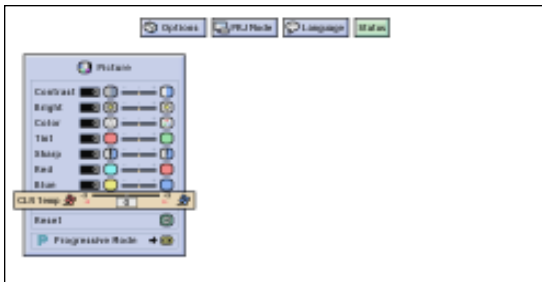 Options PRJ Mode Language Status
Picture
Contrast
Bright
Color
Tint
Sharp
Red
Blue
CLR Temp 0
Reset
P Progressive Mode